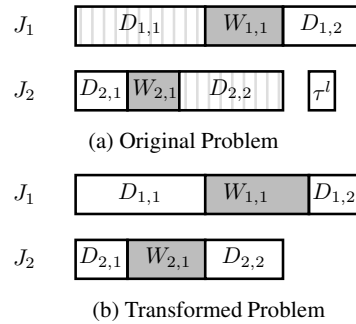 J₁ D₁,₁ W₁,₁ D₁,₂
J₂ D₂,₁ W₂,₁ D₂,₂ τˡ
(a) Original Problem
J₁ D₁,₁ W₁,₁ D₁,₂
J₂ D₂,₁ W₂,₁ D₂,₂
(b) Transformed Problem